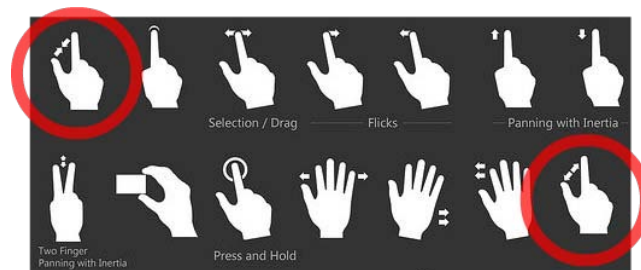 Selection / Drag
Flicks
Panning with Inertia
Two Finger
Panning with Inertia
Press and Hold